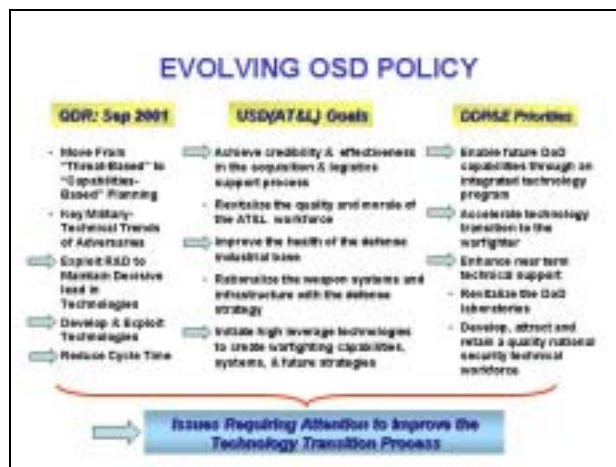 EVOLVING OSD POLICY
QDR: Sep 2001
- Move From
"Threat-Based" to
"Capabilities-
Based" Planning
- Key Military-
Technical Trends
of Adversaries
Exploit R&D to
Maintain Decisive
lead in
Technologies
Develop & Exploit
Technologies
Reduce Cycle Time
USD(AT&L) Goals
Achieve credibility & effectiveness
in the acquisition & logistics
support process
- Revitalize the quality and morale of
the AT&L workforce
Improve the health of the defense
industrial base
- Rationalize the weapon systems and
infrastructure with the defense
strategy
Initiate high leverage technologies
to create warfighting capabilities,
systems, & future strategies
DDR&E Priorities
Enable future DoD
capabilities through an
integrated technology
program
Accelerate technology
transition to the
warfighter
Enhance near term
technical support
- Revitalize the DoD
laboratories
- Develop, attract and
retain a quality national
security technical
workforce
Issues Requiring Attention to Improve the
Technology Transition Process